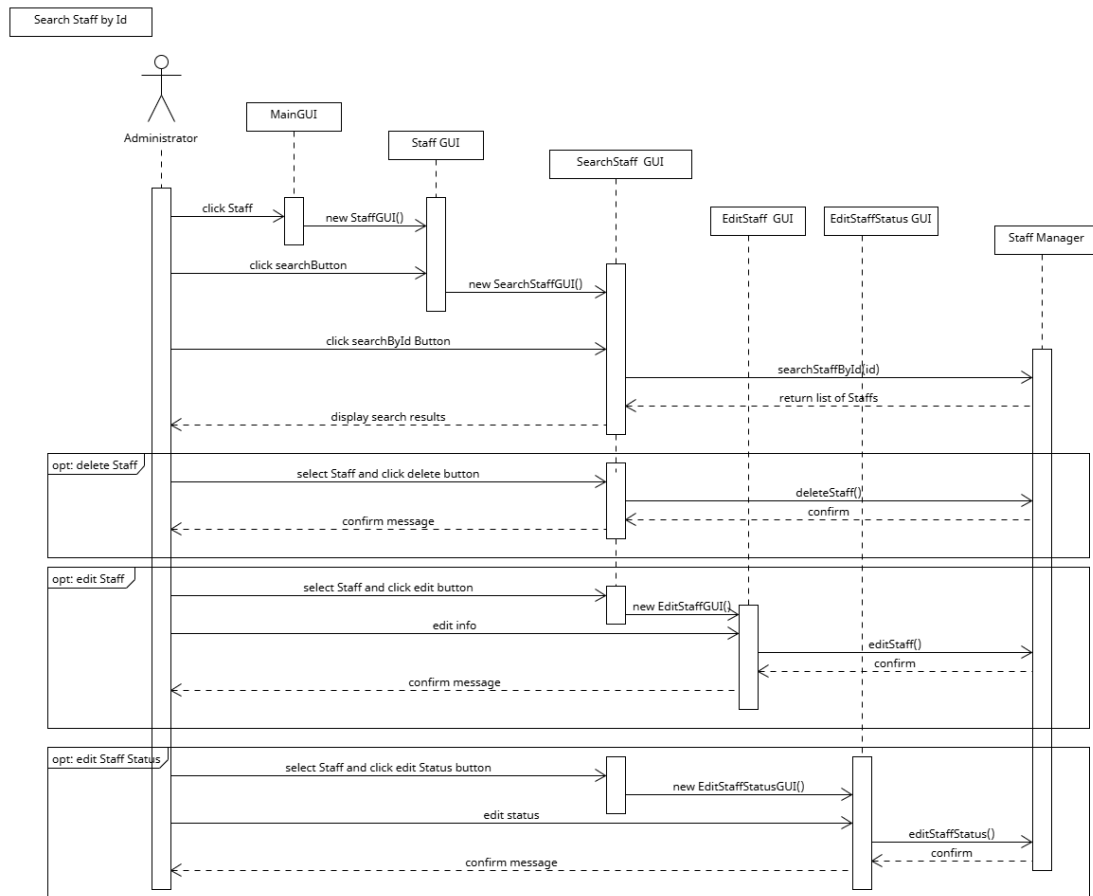 Search Staff by Id
Administrator
MainGUI
Staff GUI
SearchStaff GUI
EditStaff GUI
EditStaffStatus GUI
Staff Manager
click Staff
new StaffGUI()
click searchButton
new SearchStaffGUI()
click searchById Button
searchStaffById(id)
return list of Staffs
display search results
opt: delete Staff
select Staff and click delete button
deleteStaff()
confirm
confirm message
opt: edit Staff
select Staff and click edit button
new EditStaffGUI()
edit info
editStaff()
confirm
confirm message
opt: edit Staff Status
select Staff and click edit Status button
new EditStaffStatusGUI()
edit status
editStaffStatus()
confirm
confirm message